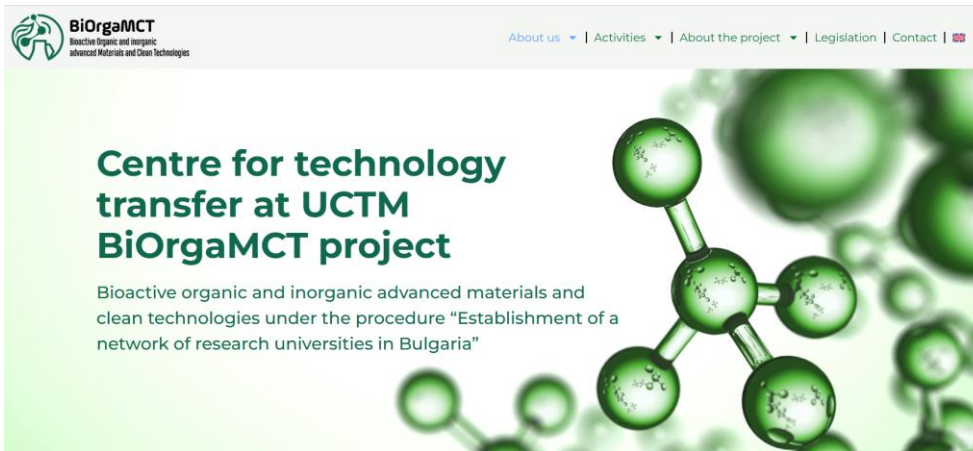 BiOrgaMCT
Bioactive Organic and inorganic
advanced Materials and Clean Technologies
About us | Activities | About the project | Legislation | Contact |
Centre for technology
transfer at UCTM
BiOrgaMCT project
Bioactive organic and inorganic advanced materials and
clean technologies under the procedure “Establishment of a
network of research universities in Bulgaria”